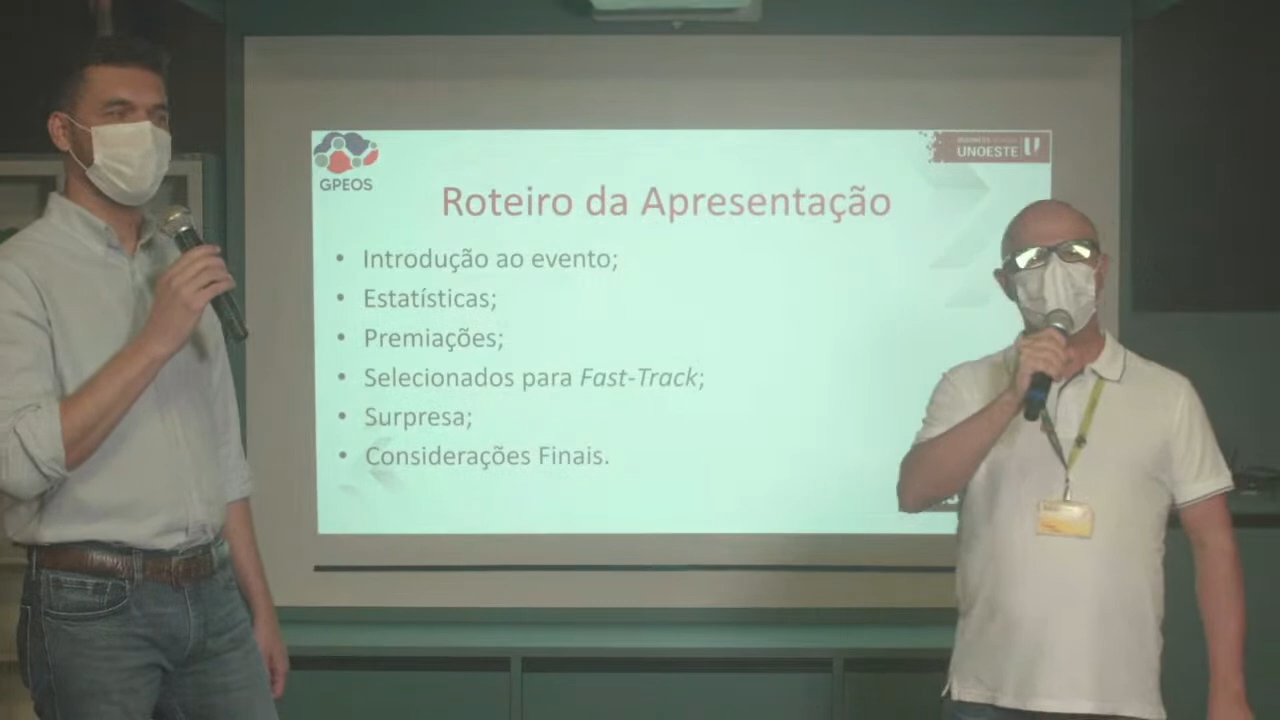 GPEOS
UNOESTE
Roteiro da Apresentação
• Introdução ao evento;
• Estatísticas;
• Premiações;
• Selecionados para Fast-Track;
• Surpresa;
• Considerações Finais.